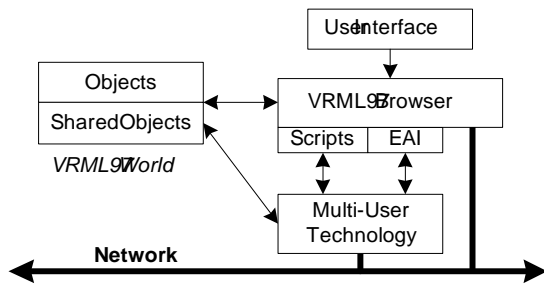 User Interface
Objects
VRML97 Browser
SharedObjects
Scripts
EAI
VRML97 World
Multi-User
Technology
Network